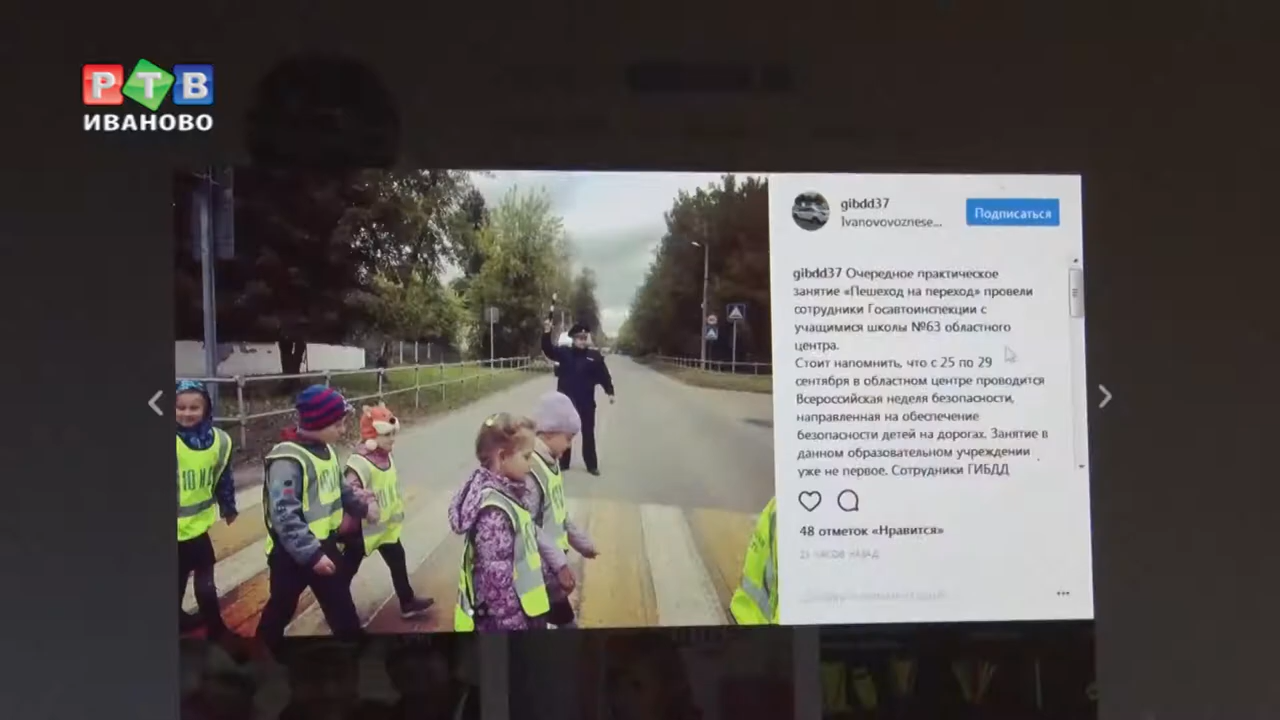 РТВ
ИВАНОВО
gibdd37
Ivanovovoznese...
Подписаться
gibdd37 Очередное практическое
занятие «Пешеход на переход» провели
сотрудники Госавтоинспекции с
учащимися школы №63 областного
центра.
Стоит напомнить, что с 25 по 29
сентября в областном центре проводится
Всероссийская неделя безопасности,
направленная на обеспечение
безопасности детей на дорогах. Занятие в
данном образовательном учреждении
уже не первое. Сотрудники ГИБДД
48 отметок «Нравится»
ЧАСОВ НАЗАД